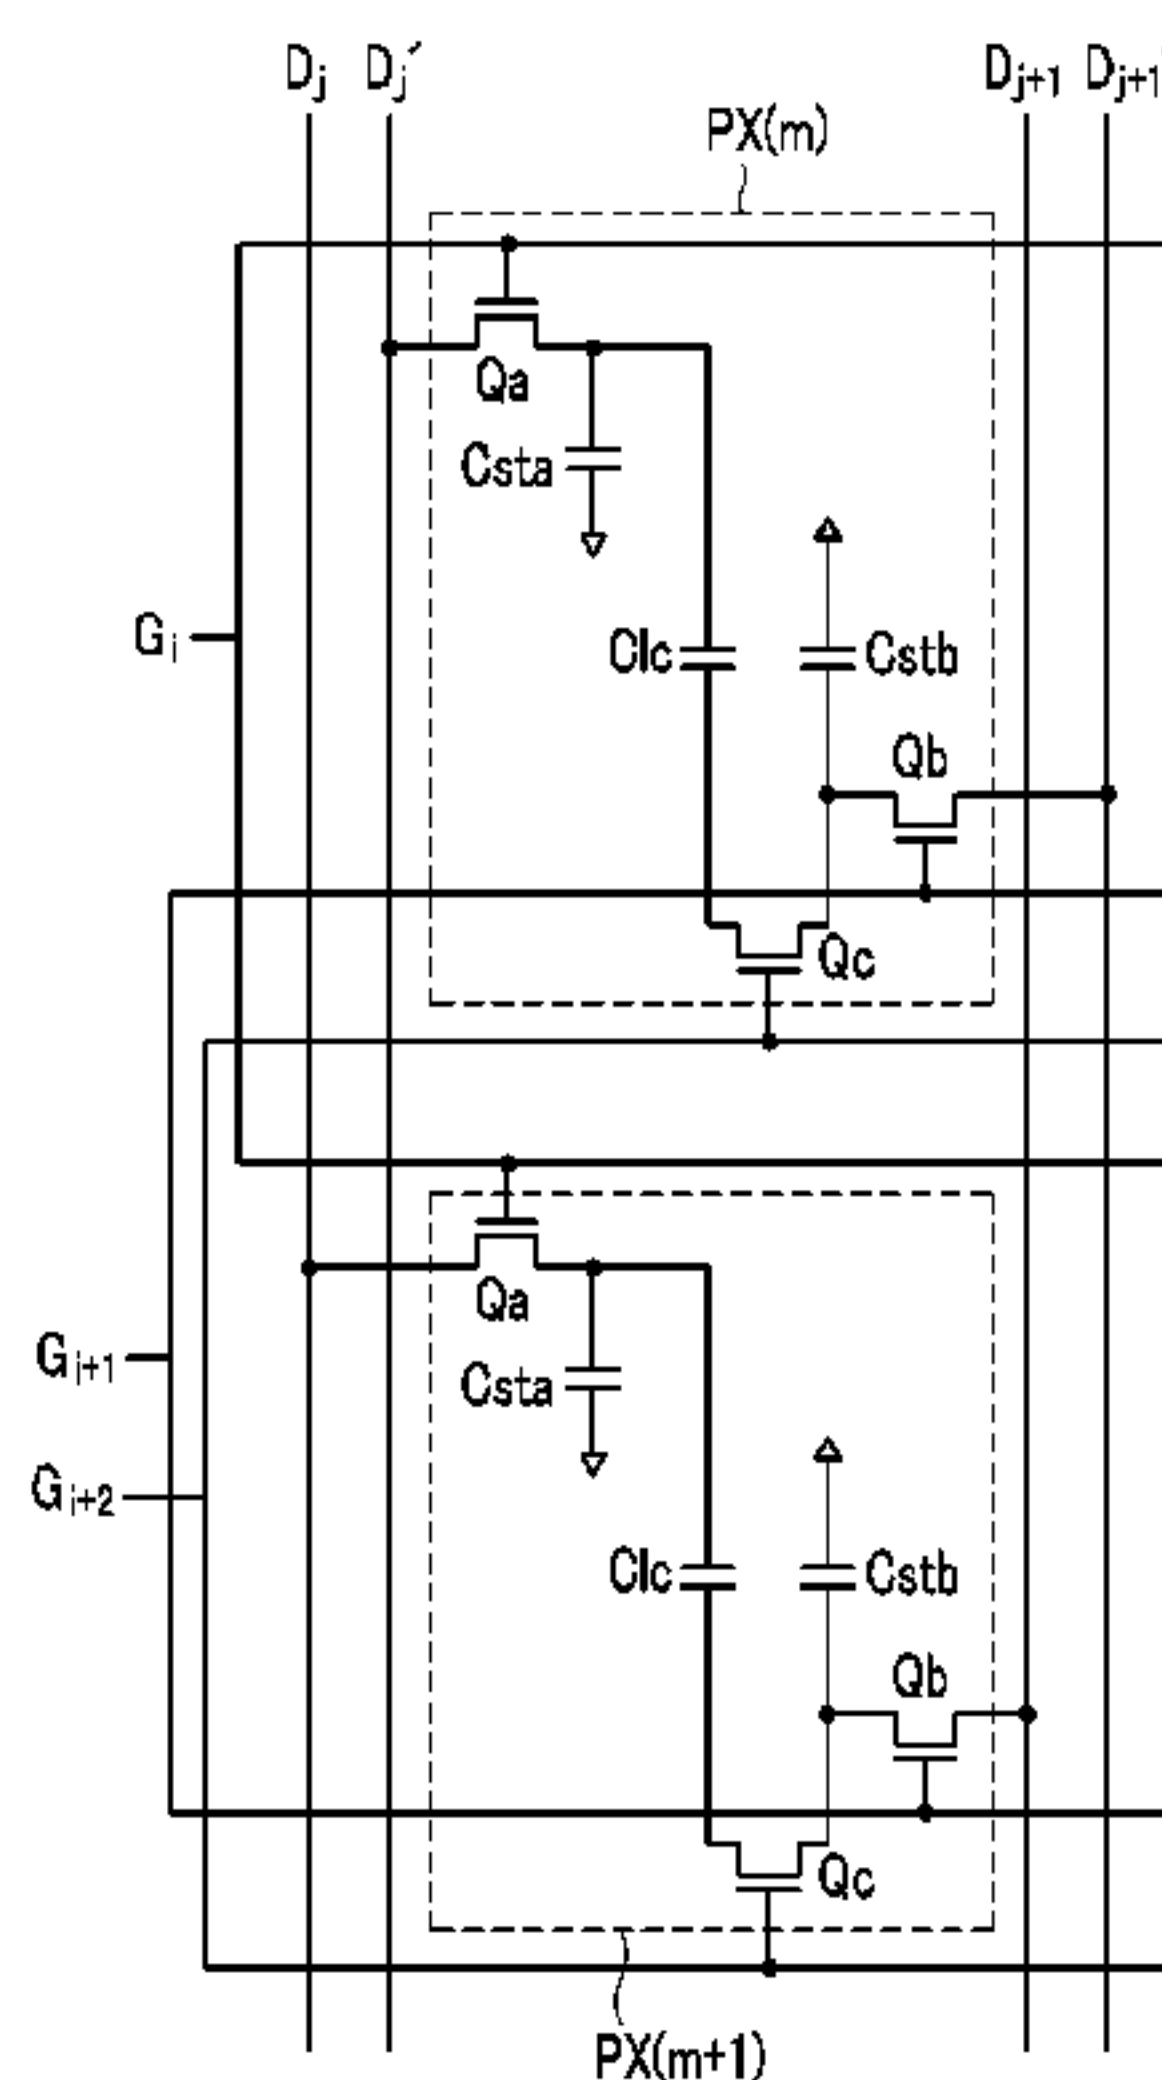 Dj Dj´ Dj+1 Dj+1
PX(m)
Qa
Csta
Gi
Clc Cstb
Qb
Qc
Qa
Gi+1
Csta
Gi+2
Clc Cstb
Qb
Qc
PX(m+1)